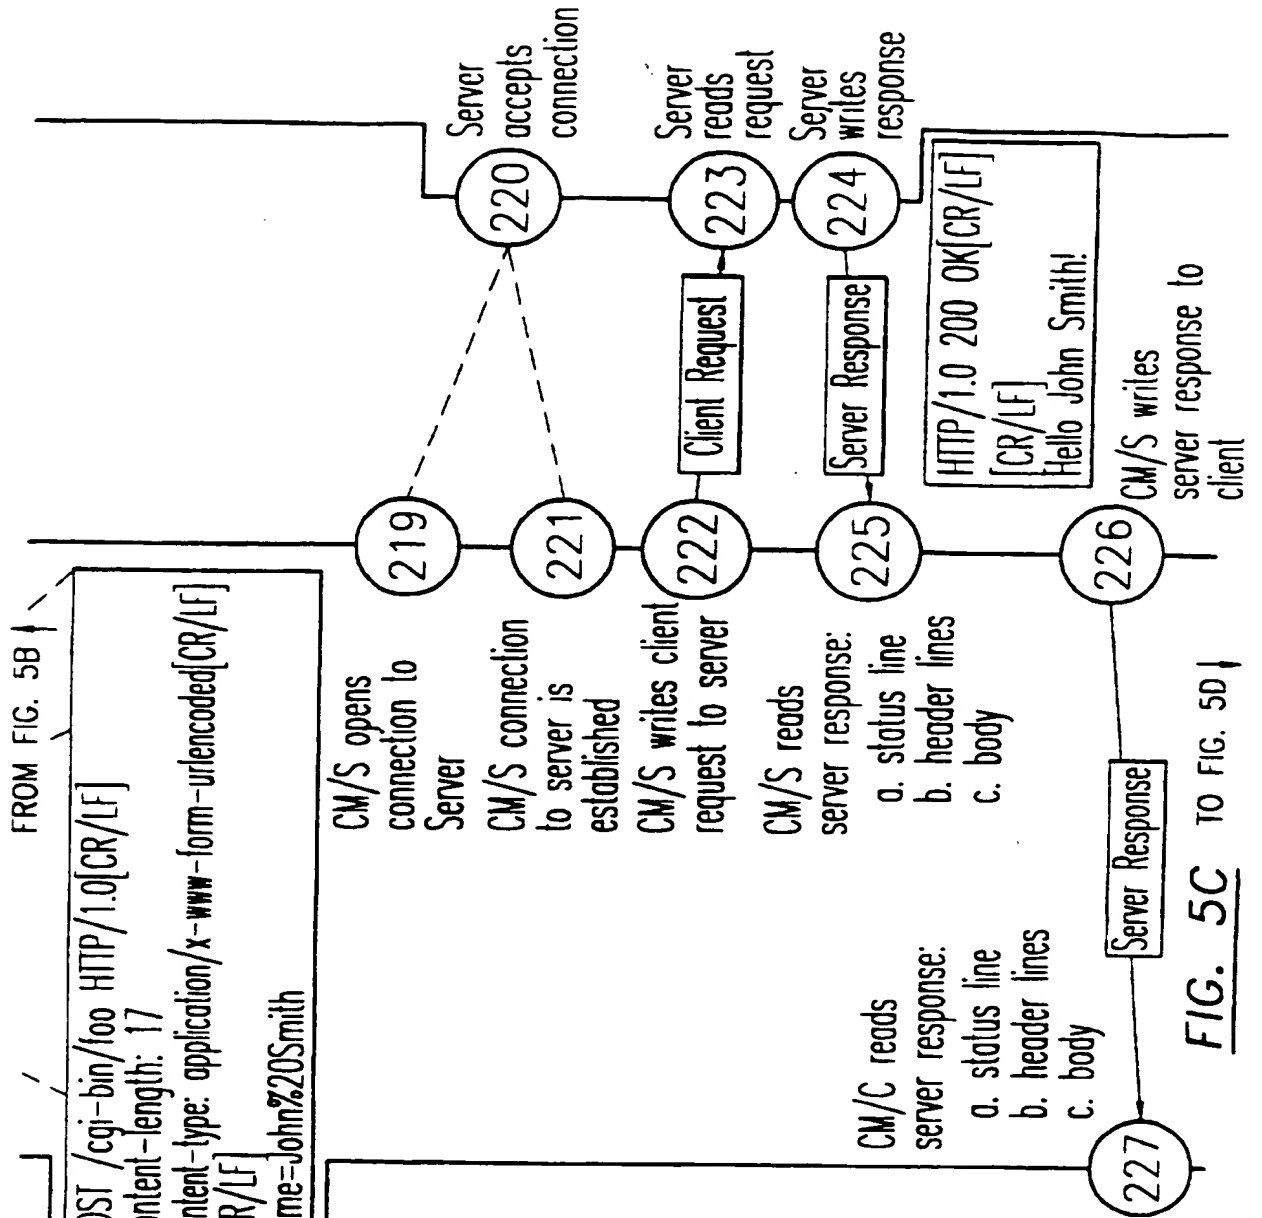 FROM FIG. 5B
OST /cgi-bin/foo HTTP/1.0[CR/LF]
ontent-length: 17
ntent-type: application/x-www-form-urlencoded[CR/LF]
R/LF]
me=John%20Smith
CM/S opens
connection to
Server
219
220
Server
accepts
connection
CM/S connection
to server is
established
221
CM/S writes client
request to server
222
Client Request
223
Server
reads
request
CM/S reads
server response:
a. status line
b. header lines
c. body
225
Server Response
224
Server
writes
response
HTTP/1.0 200 OK[CR/LF]
[CR/LF]
Hello John Smith!
CM/C reads
server response:
a. status line
b. header lines
c. body
227
Server Response
226
CM/S writes
server response to
client
FIG. 5C
TO FIG. 5D